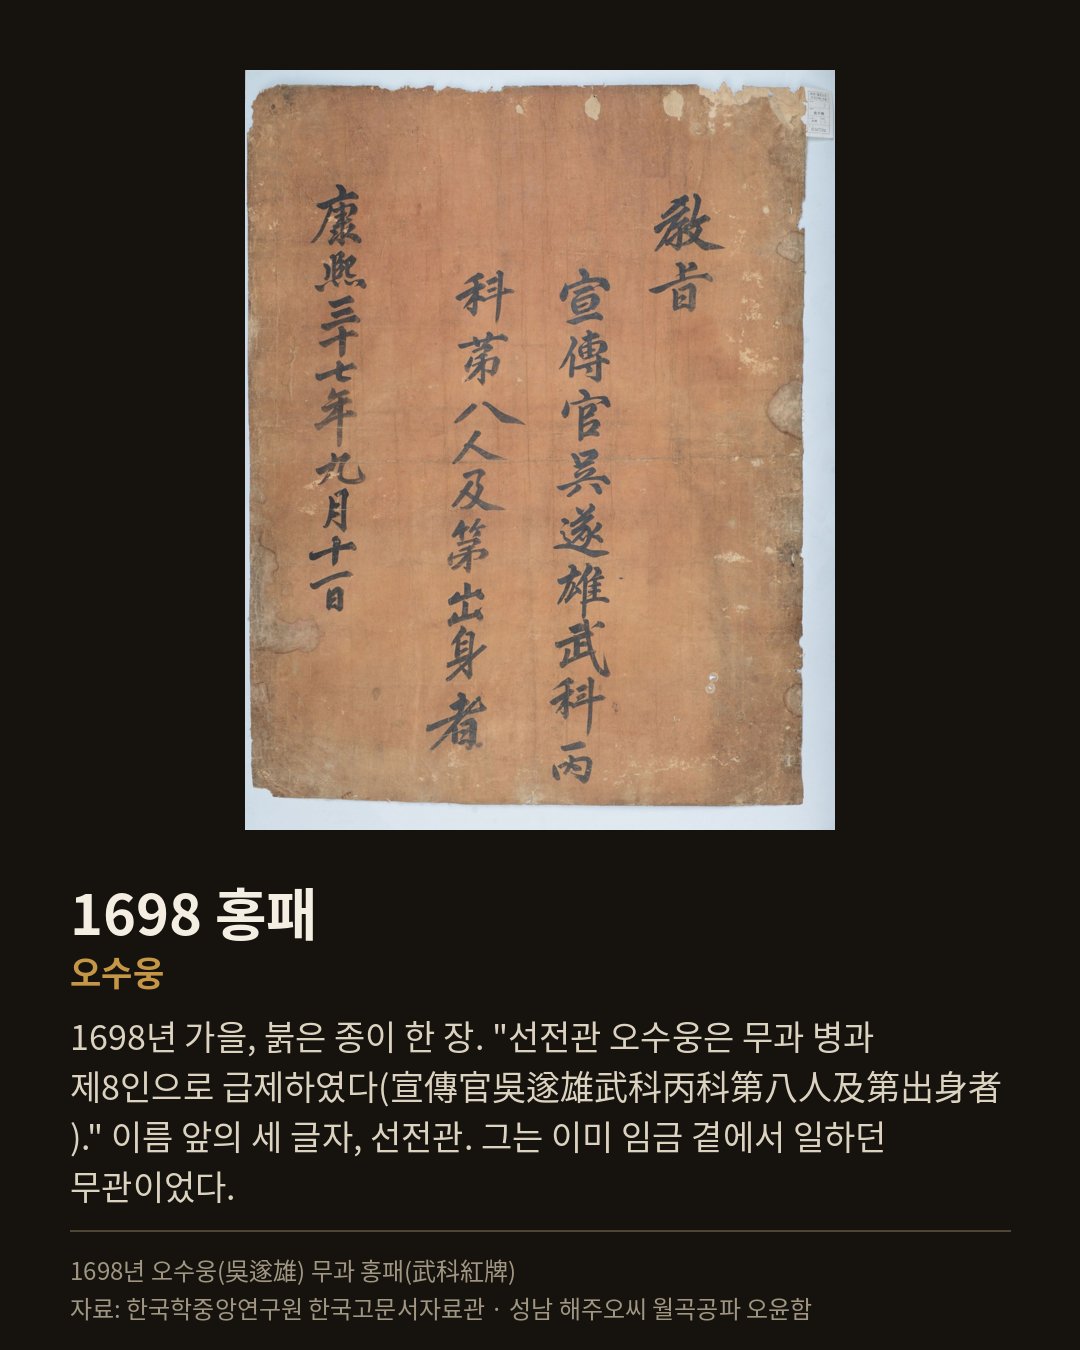 敎旨
宣傳官吳遂雄武科丙
科苐八人及第出身者
康熙三十七年九月十一日
1698 홍패
오수웅
1698년 가을, 붉은 종이 한 장. "선전관 오수웅은 무과 병과
제8인으로 급제하였다(宣傳官吳遂雄武科丙科第八人及第出身者
)." 이름 앞의 세 글자, 선전관. 그는 이미 임금 곁에서 일하던
무관이었다.
1698년 오수웅(吳遂雄) 무과 홍패(武科紅牌)
자료: 한국학중앙연구원 한국고문서자료관 · 성남 해주오씨 월곡공파 오윤함